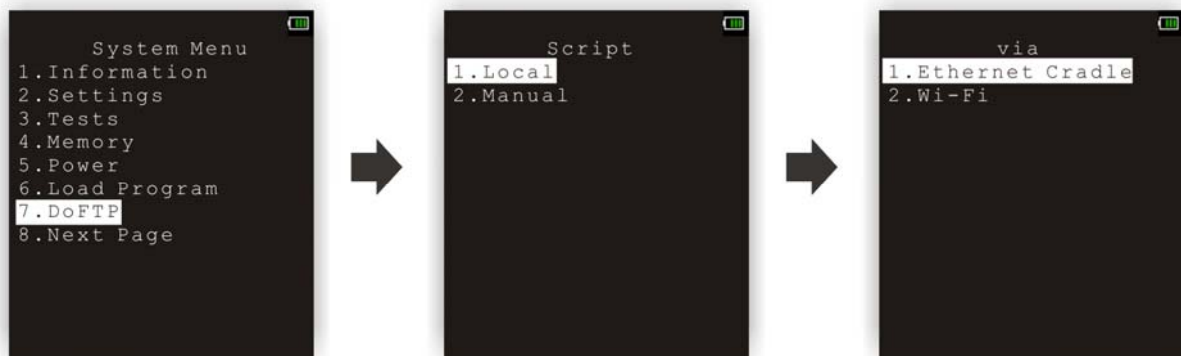 System Menu
1.Information
2.Settings
3.Tests
4.Memory
5.Power
6.Load Program
7.DoFTP
8.Next Page
Script
1.Local
2.Manual
via
1.Ethernet Cradle
2.Wi-Fi